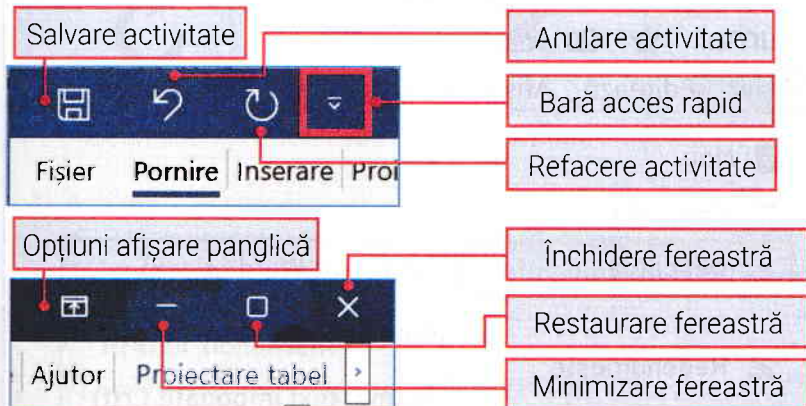 Salvare activitate
Anulare activitate
Bară acces rapid
Fișier Pornire Inserare Proi
Refacere activitate
Opțiuni afișare panglică
Închidere fereastră
Restaurare fereastră
Ajutor Proiectare tabel
Minimizare fereastră